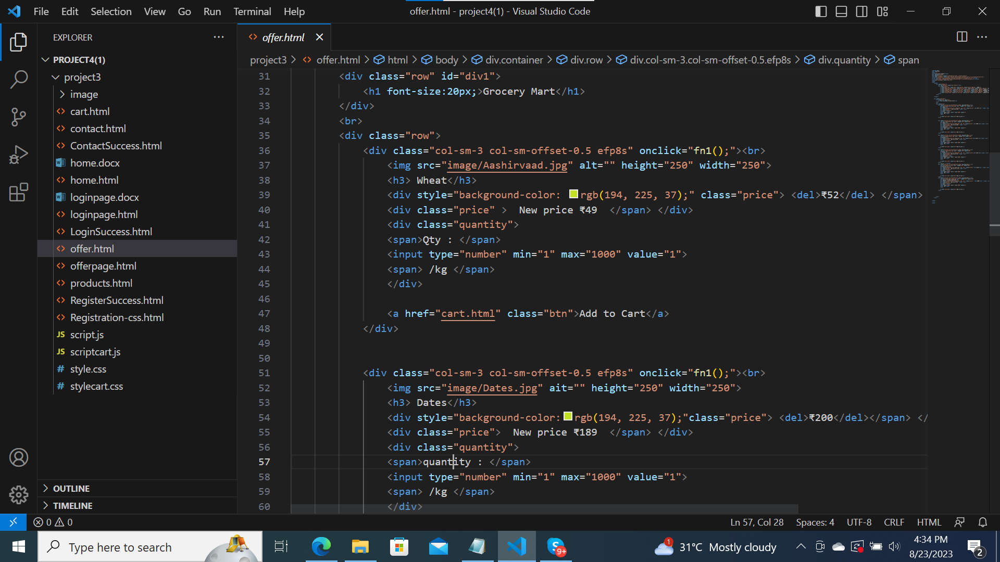 File Edit Selection View Go Run Terminal Help
offer.html - project4(1) - Visual Studio Code
EXPLORER
PROJECT4(1)
project3
image
cart.html
contact.html
ContactSuccess.html
home.docx
home.html
loginpage.docx
loginpage.html
LoginSuccess.html
offer.html
offerpage.html
products.html
RegisterSuccess.html
Registration-css.html
JS script.js
JS scriptcart.js
# style.css
# stylecart.css
OUTLINE
TIMELINE
offer.html
project3 > offer.html > html > body > div.container > div.row > div.col-sm-3.col-sm-offset-0.5.efp8s > div.quantity > span
31 <div class="row" id="div1">
32 <h1 font-size:20px;>Grocery Mart</h1>
33 </div>
34 <br>
35 <div class="row">
36 <div class="col-sm-3 col-sm-offset-0.5 efp8s" onclick="fn1();"><br>
37 <img src="image/Aashirvaad.jpg" alt="" height="250" width="250">
38 <h3> Wheat</h3>
39 <div style="background-color: rgb(194, 225, 37);" class="price"> <del>₹52</del> </span>
40 <div class="price" > New price ₹49 </span> </div>
41 <div class="quantity">
42 <span>Qty : </span>
43 <input type="number" min="1" max="1000" value="1">
44 <span> /kg </span>
45 </div>
46
47 <a href="cart.html" class="btn">Add to Cart</a>
48 </div>
49
50
51 <div class="col-sm-3 col-sm-offset-0.5 efp8s" onclick="fn1();"><br>
52 <img src="image/Dates.jpg" ait="" height="250" width="250">
53 <h3> Dates</h3>
54 <div style="background-color: rgb(194, 225, 37);"class="price"> <del>₹200</del></span> </
55 <div class="price"> New price ₹189 </span> </div>
56 <div class="quantity">
57 <span>quantity : </span>
58 <input type="number" min="1" max="1000" value="1">
59 <span> /kg </span>
60 </div>
0 0
Ln 57, Col 28 Spaces: 4 UTF-8 CRLF HTML
Type here to search
9+
1 31°C Mostly cloudy
4:34 PM
8/23/2023
2